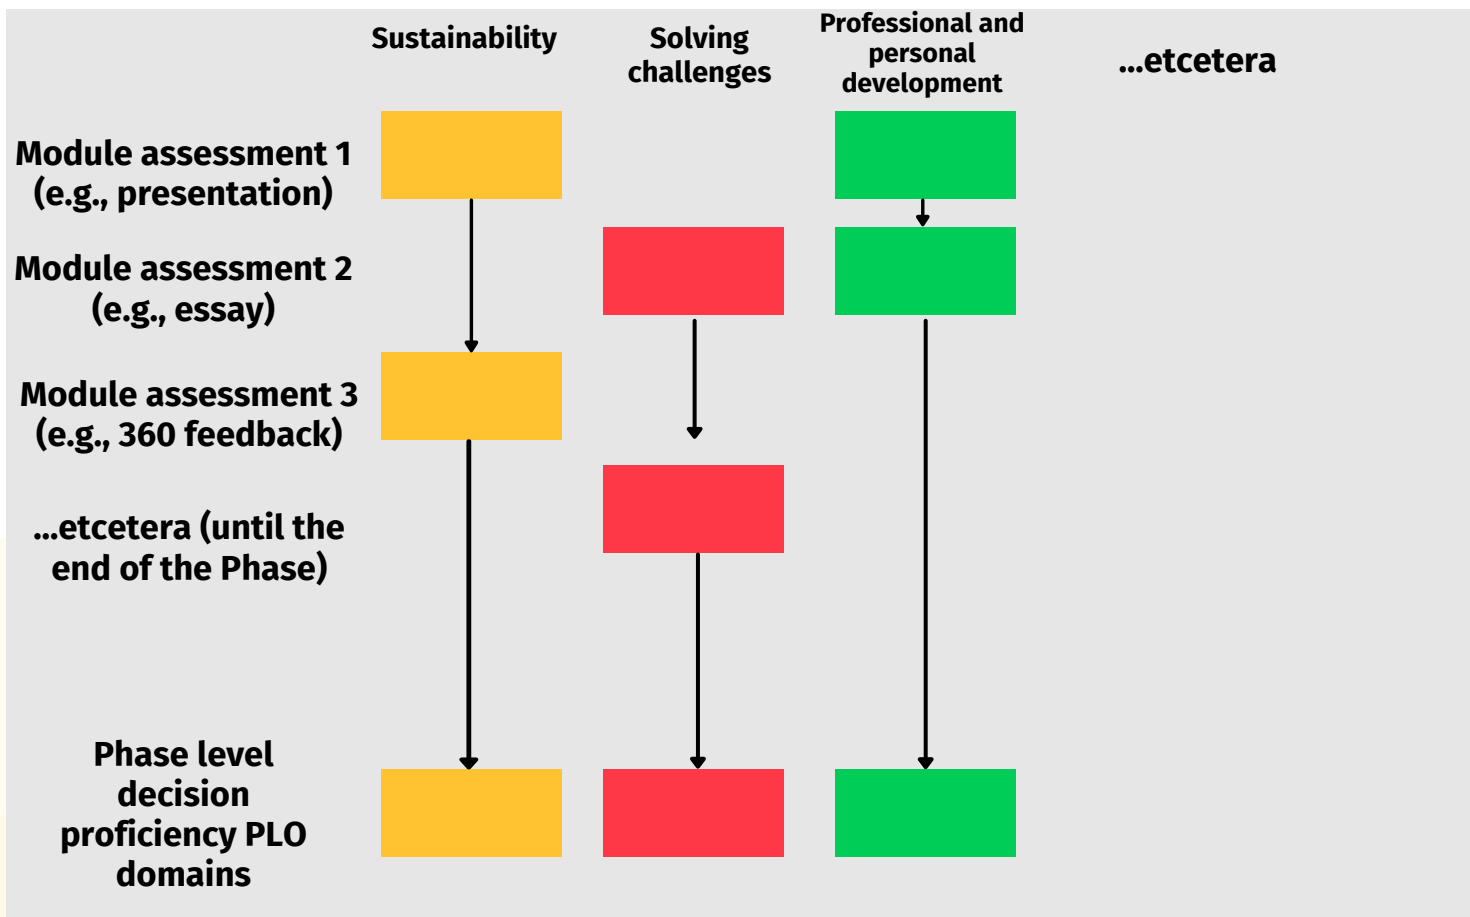 Sustainability
Solving
challenges
Professional and
personal
development
...etcetera
Module assessment 1
(e.g., presentation)
Module assessment 2
(e.g., essay)
Module assessment 3
(e.g., 360 feedback)
...etcetera (until the
end of the Phase)
Phase level
decision
proficiency PLO
domains